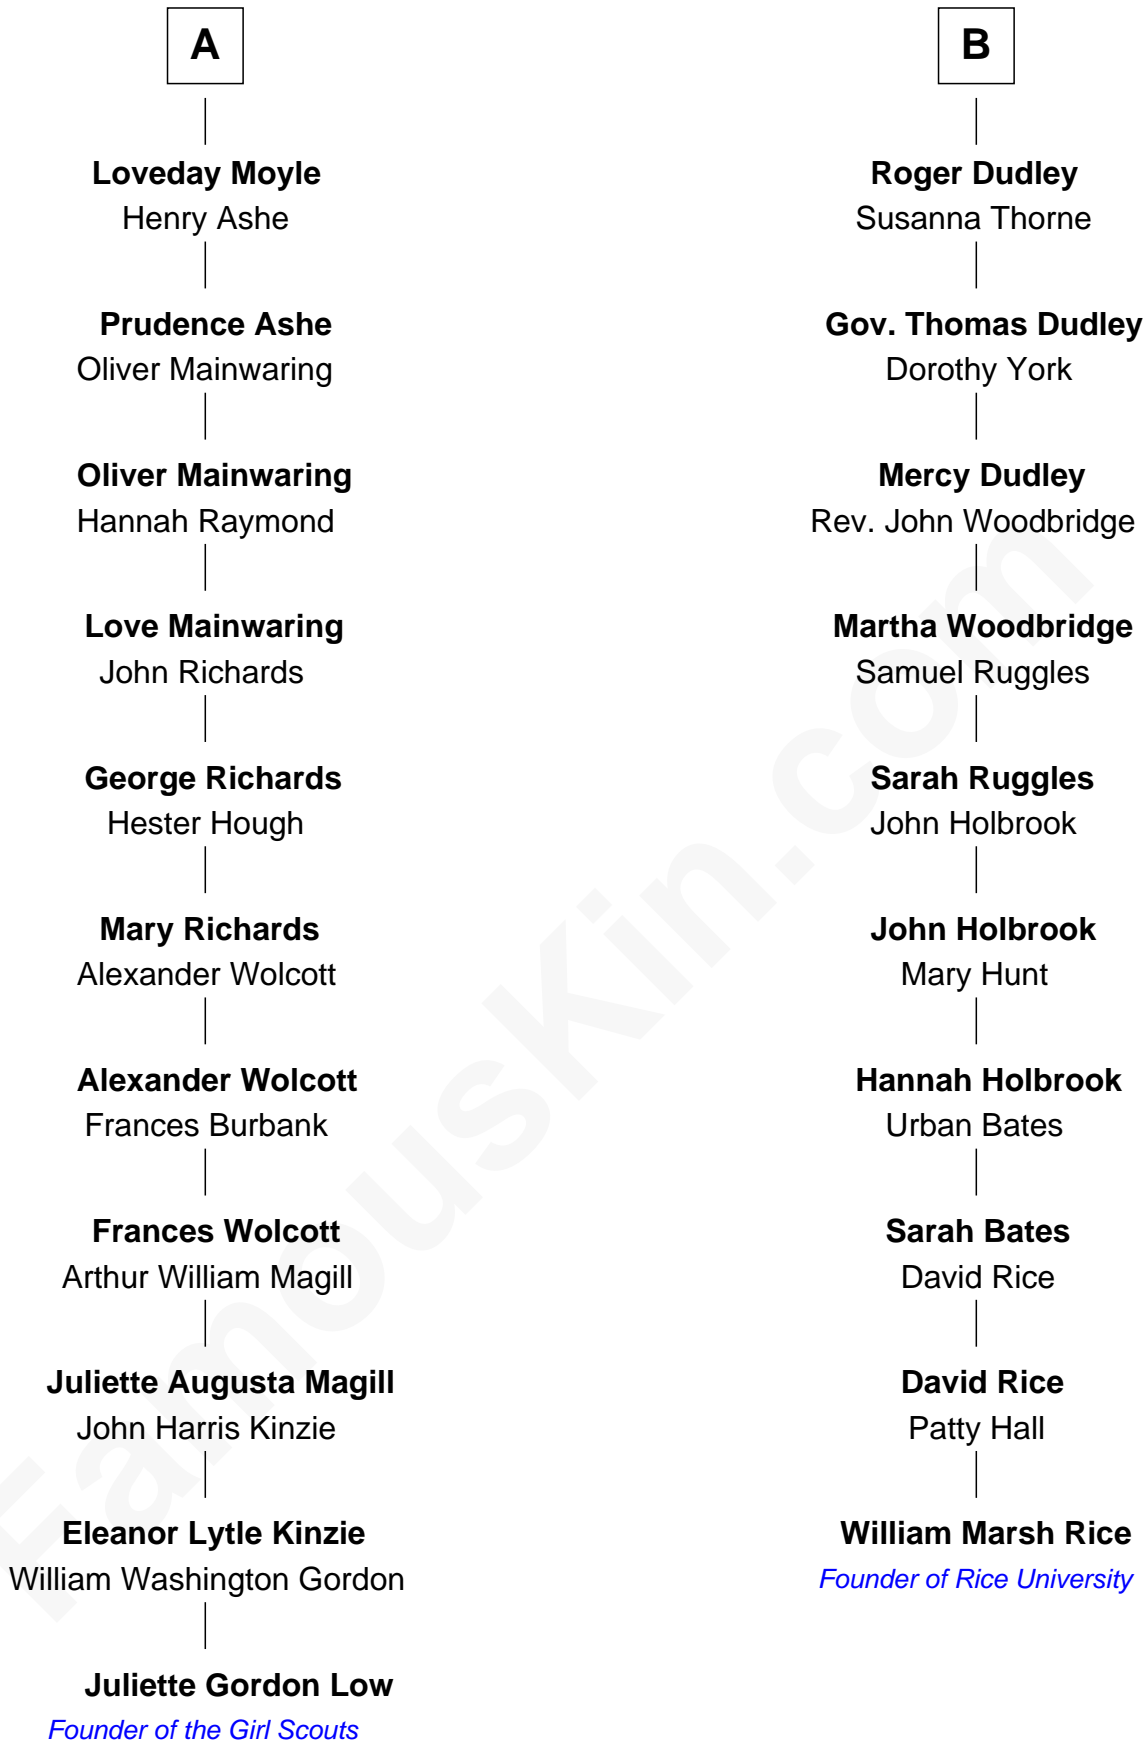 A
Loveday Moyle
Henry Ashe
Prudence Ashe
Oliver Mainwaring
Oliver Mainwaring
Hannah Raymond
Love Mainwaring
John Richards
George Richards
Hester Hough
Mary Richards
Alexander Wolcott
Alexander Wolcott
Frances Burbank
Frances Wolcott
Arthur William Magill
Juliette Augusta Magill
John Harris Kinzie
Eleanor Lytle Kinzie
William Washington Gordon
Juliette Gordon Low
Founder of the Girl Scouts
B
Roger Dudley
Susanna Thorne
Gov. Thomas Dudley
Dorothy York
Mercy Dudley
Rev. John Woodbridge
Martha Woodbridge
Samuel Ruggles
Sarah Ruggles
John Holbrook
John Holbrook
Mary Hunt
Hannah Holbrook
Urban Bates
Sarah Bates
David Rice
David Rice
Patty Hall
William Marsh Rice
Founder of Rice University
FamousKin.com